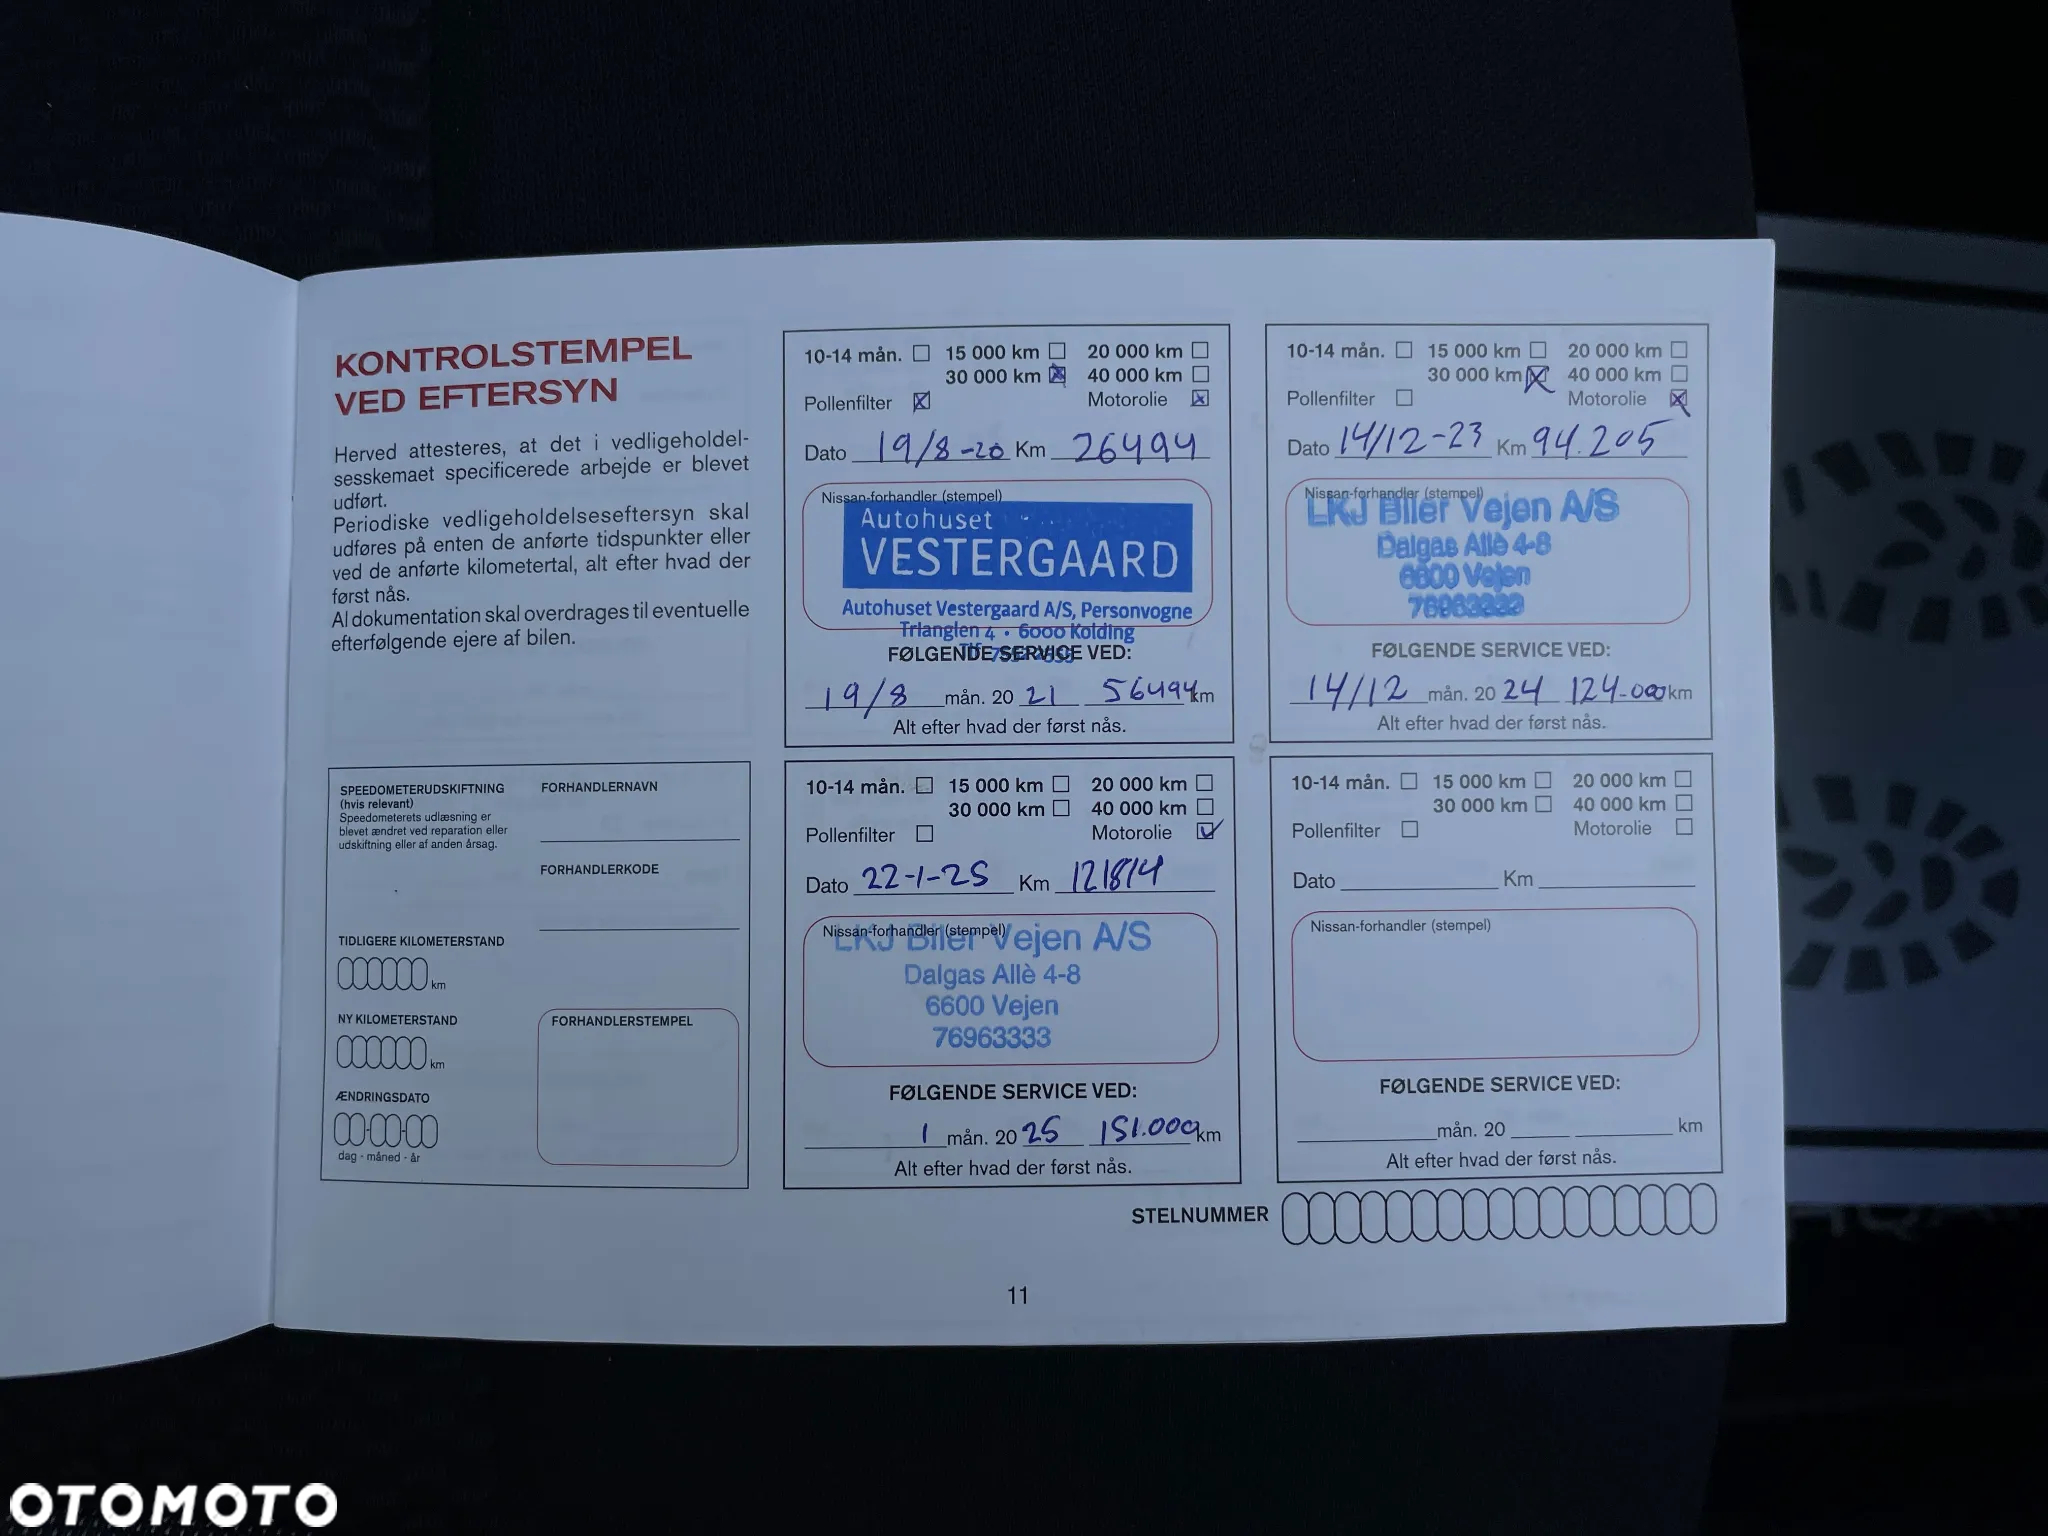 KONTROLSTEMPEL
VED EFTERSYN
Herved attesteres, at det i vedligeholdel-
sesskemaet specificerede arbejde er blevet
udført.
Periodiske vedligeholdelseseftersyn skal
udføres på enten de anførte tidspunkter eller
ved de anførte kilometertal, alt efter hvad der
først nås.
Al dokumentation skal overdrages til eventuelle
efterfølgende ejere af bilen.
SPEEDOMETERUDSKIFTNING
(hvis relevant)
Speedometerets udlæsning er
blevet ændret ved reparation eller
udskiftning eller af anden årsag.
FORHANDLERNAVN
FORHANDLERKODE
TIDLIGERE KILOMETERSTAND
km
NY KILOMETERSTAND
km
ÆNDRINGSDATO
dag - måned - år
FORHANDLERSTEMPEL
10-14 mån. 15 000 km 20 000 km
30 000 km 40 000 km
Pollenfilter Motorolie
Dato 19/8-20 Km 26494
Nissan-forhandler (stempel)
Autohuset
VESTERGAARD
Autohuset Vestergaard A/S, Personvogne
Trianglen 4 · 6000 Kolding
FØLGENDE SERVICE VED:
19/8 mån. 20 21 56494 km
Alt efter hvad der først nås.
10-14 mån. 15 000 km 20 000 km
30 000 km 40 000 km
Pollenfilter Motorolie
Dato 14/12-23 Km 94.205
Nissan-forhandler (stempel)
LKJ Biler Vejen A/S
Dalgas Allè 4-8
6600 Vejen
76963333
FØLGENDE SERVICE VED:
14/12 mån. 20 24 124.000 km
Alt efter hvad der først nås.
10-14 mån. 15 000 km 20 000 km
30 000 km 40 000 km
Pollenfilter Motorolie
Dato 22-1-25 Km 121814
Nissan-forhandler (stempel)
LKJ Biler Vejen A/S
Dalgas Allè 4-8
6600 Vejen
76963333
FØLGENDE SERVICE VED:
1 mån. 20 25 151.000 km
Alt efter hvad der først nås.
10-14 mån. 15 000 km 20 000 km
30 000 km 40 000 km
Pollenfilter Motorolie
Dato Km
Nissan-forhandler (stempel)
FØLGENDE SERVICE VED:
mån. 20 km
Alt efter hvad der først nås.
STELNUMMER
11
OTOMOTO